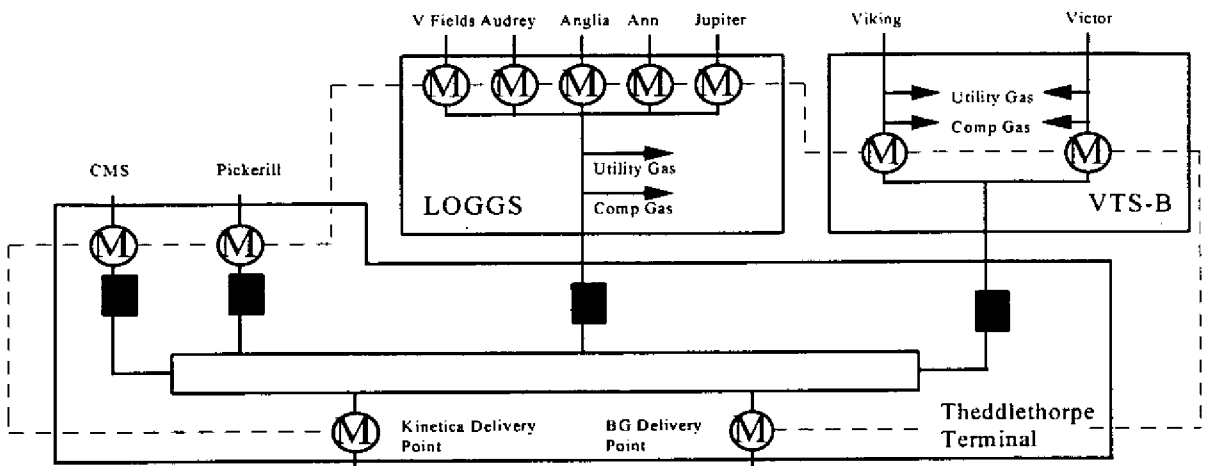 V Fields Audrey Anglia Ann Jupiter
Viking Victor
M M M M M
Utility Gas
Comp Gas
M M
CMS Pickerill
Utility Gas
LOGGS
Comp Gas
VTS-B
M M
Kinetica Delivery
Point
M
BG Delivery
Point
M
Theddlethorpe
Terminal